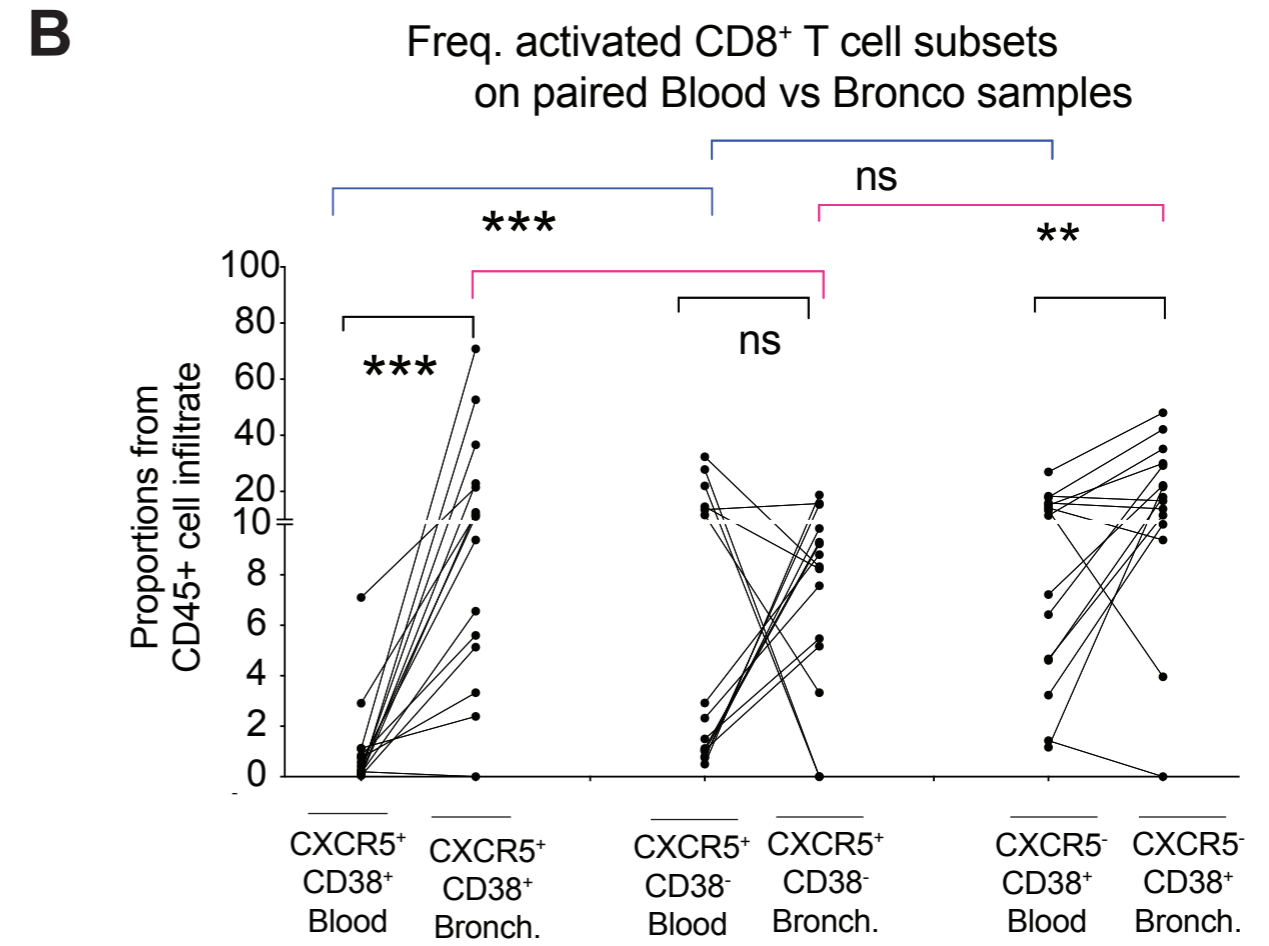 B
Freq. activated CD8⁺ T cell subsets
on paired Blood vs Bronco samples
ns
***
**
100
80
***
ns
60
40
20
10
10
8
6
4
2
0
-
Proportions from
CD45+ cell infiltrate
CXCR5⁺
CD38⁺
Blood
CXCR5⁺
CD38⁺
Bronch.
CXCR5⁺
CD38⁻
Blood
CXCR5⁺
CD38⁻
Bronch.
CXCR5⁻
CD38⁺
Blood
CXCR5⁻
CD38⁺
Bronch.